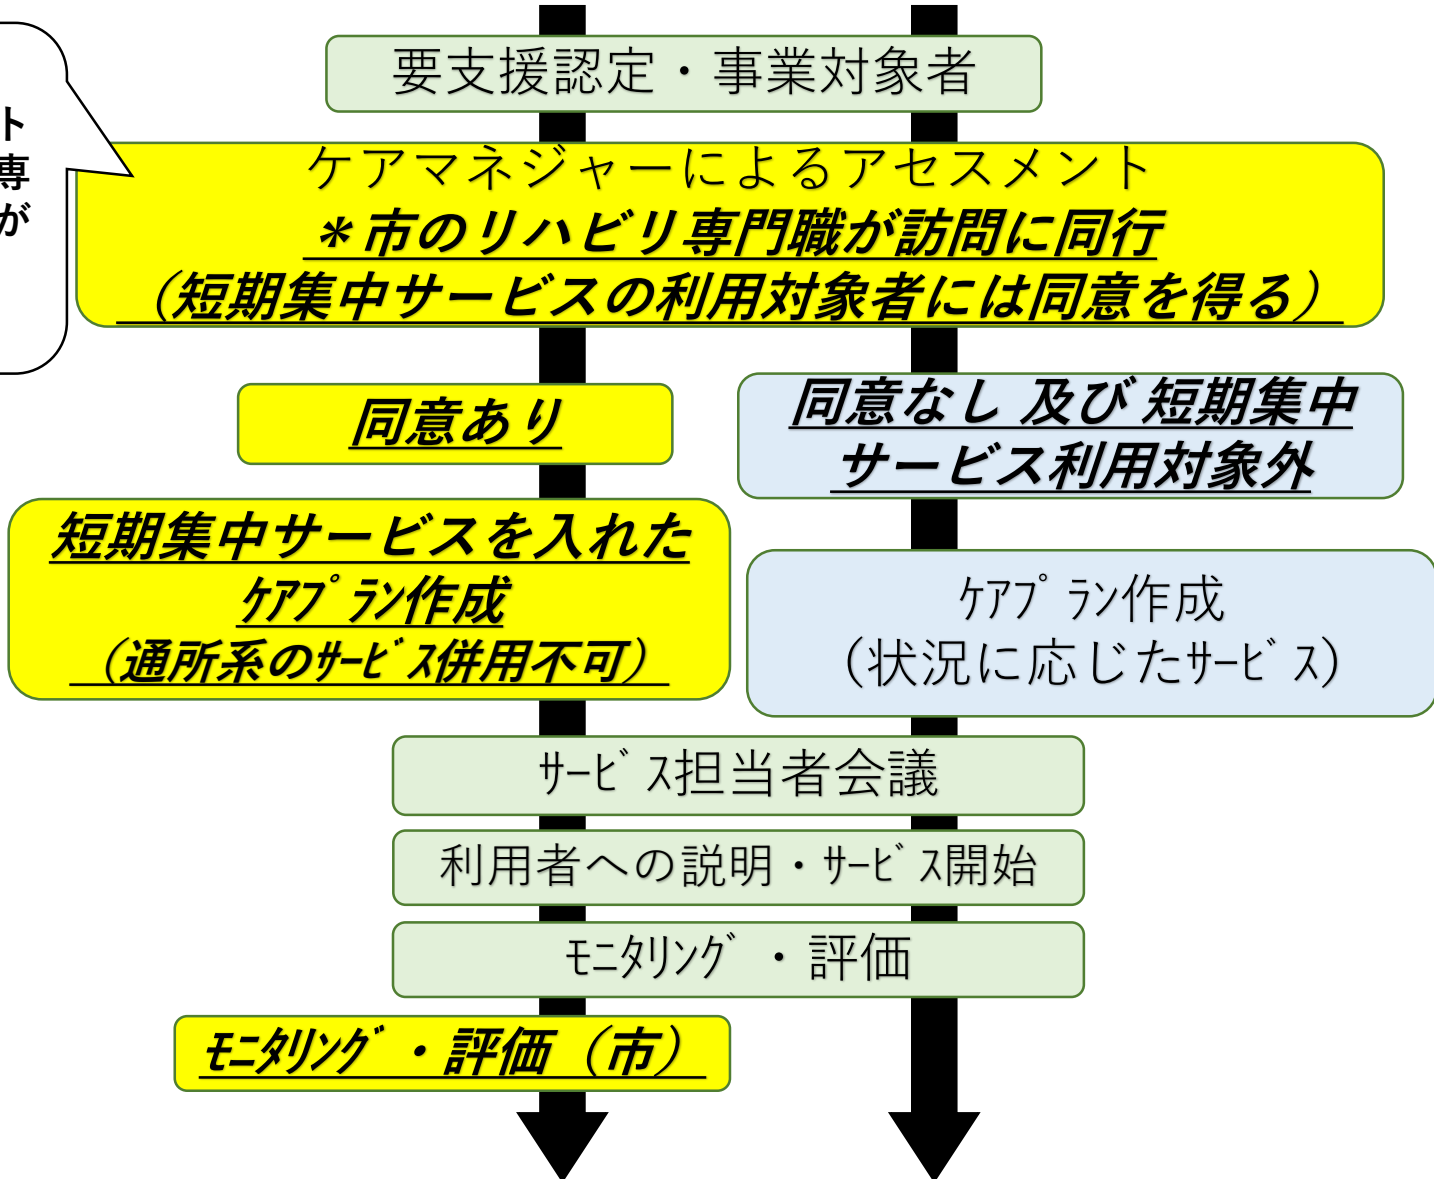 要支援認定・事業対象者
ト
専
が
ケアマネジャーによるアセスメント
＊市のリハビリ専門職が訪問に同行
（短期集中サービスの利用対象者には同意を得る）
同意あり
同意なし 及び 短期集中
サービス利用対象外
短期集中サービスを入れた
ｹｱﾌﾟﾗﾝ作成
（通所系のｻｰﾋﾞｽ併用不可）
ｹｱﾌﾟﾗﾝ作成
（状況に応じたｻｰﾋﾞｽ）
ｻｰﾋﾞｽ担当者会議
利用者への説明・ｻｰﾋﾞｽ開始
ﾓﾆﾀﾘﾝｸﾞ・評価
ﾓﾆﾀﾘﾝｸﾞ・評価（市）